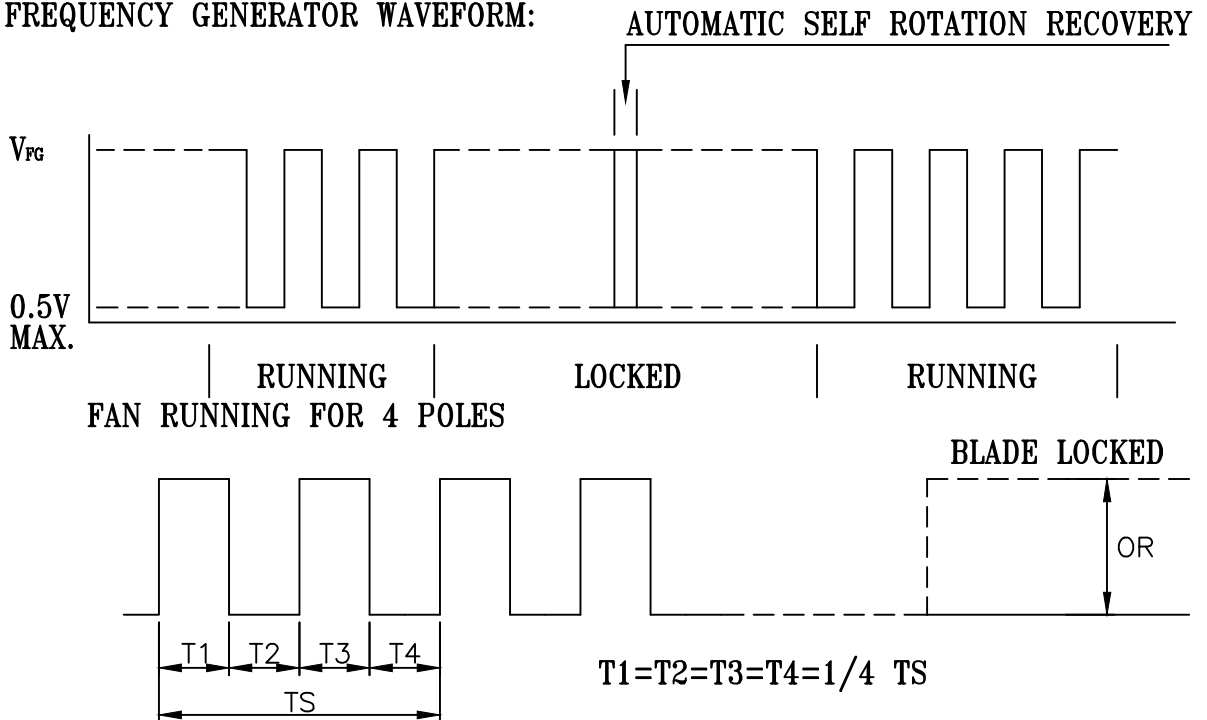 FREQUENCY GENERATOR WAVEFORM:
AUTOMATIC SELF ROTATION RECOVERY
VFG
0.5V
MAX.
RUNNING
LOCKED
RUNNING
FAN RUNNING FOR 4 POLES
BLADE LOCKED
OR
T1 T2 T3 T4
T1=T2=T3=T4=1/4 TS
TS